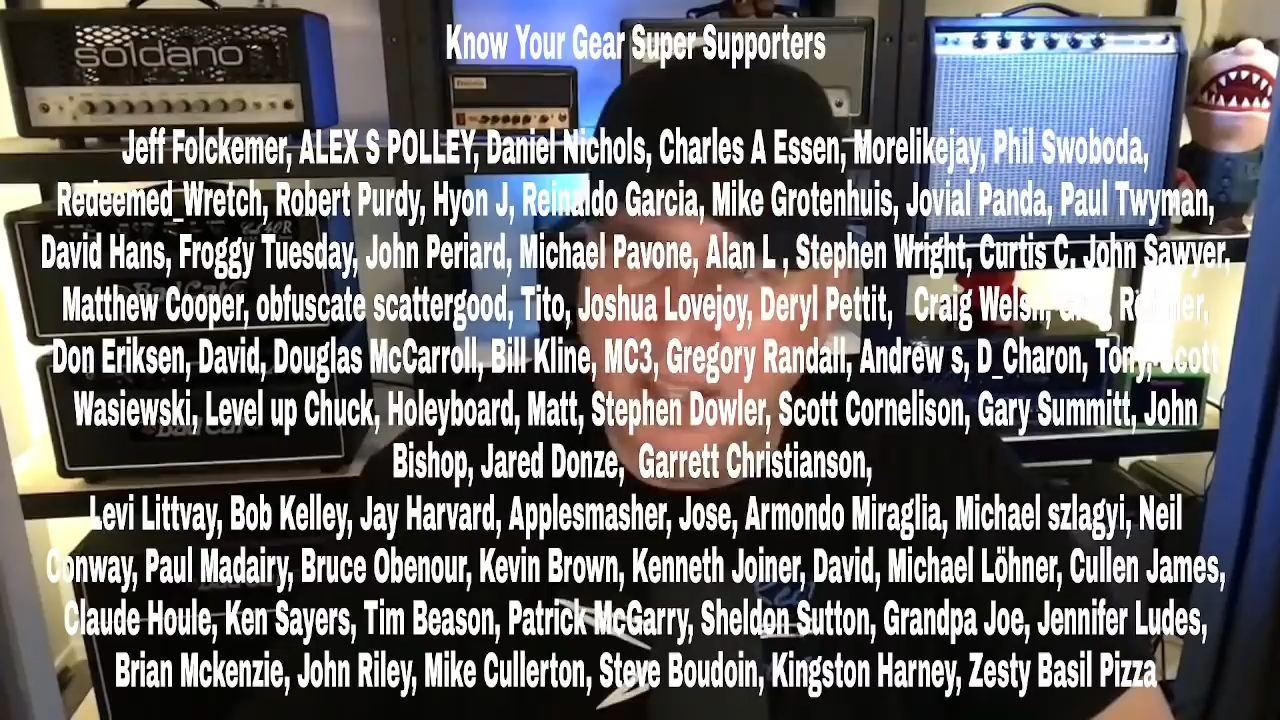 Know Your Gear Super Supporters
soldano
Jeff Folckemer, ALEX S POLLEY, Daniel Nichols, Charles A Essen, Morelikejay, Phil Swoboda,
Redeemed_Wretch, Robert Purdy, Hyon J, Reinaldo Garcia, Mike Grotenhuis, Jovial Panda, Paul Twyman,
David Hans, Froggy Tuesday, John Periard, Michael Pavone, Alan L , Stephen Wright, Curtis C. John Sawyer,
Matthew Cooper, obfuscate scattergood, Tito, Joshua Lovejoy, Deryl Pettit, Craig Welsh,
Don Eriksen, David, Douglas McCarroll, Bill Kline, MC3, Gregory Randall, Andrew s, D_Charon, Tony, Scott
Wasiewski, Level up Chuck, Holeyboard, Matt, Stephen Dowler, Scott Cornelison, Gary Summitt, John
Bishop, Jared Donze, Garrett Christianson,
Levi Littvay, Bob Kelley, Jay Harvard, Applesmasher, Jose, Armondo Miraglia, Michael szlagyi, Neil
Conway, Paul Madairy, Bruce Obenour, Kevin Brown, Kenneth Joiner, David, Michael Löhner, Cullen James,
Claude Houle, Ken Sayers, Tim Beason, Patrick McGarry, Sheldon Sutton, Grandpa Joe, Jennifer Ludes,
Brian Mckenzie, John Riley, Mike Cullerton, Steve Boudoin, Kingston Harney, Zesty Basil Pizza